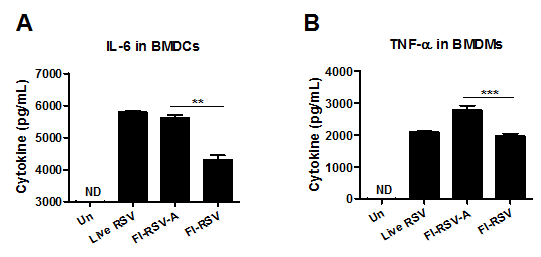 A
IL-6 in BMDCs
Cytokine (pg/mL)
7000
6000
5000
4000
3000
ND
**
Un
Live RSV
FI-RSV-A
FI-RSV
B
TNF-α in BMDMs
Cytokine (pg/mL)
4000
3000
2000
1000
0
ND
***
Un
Live RSV
FI-RSV-A
FI-RSV